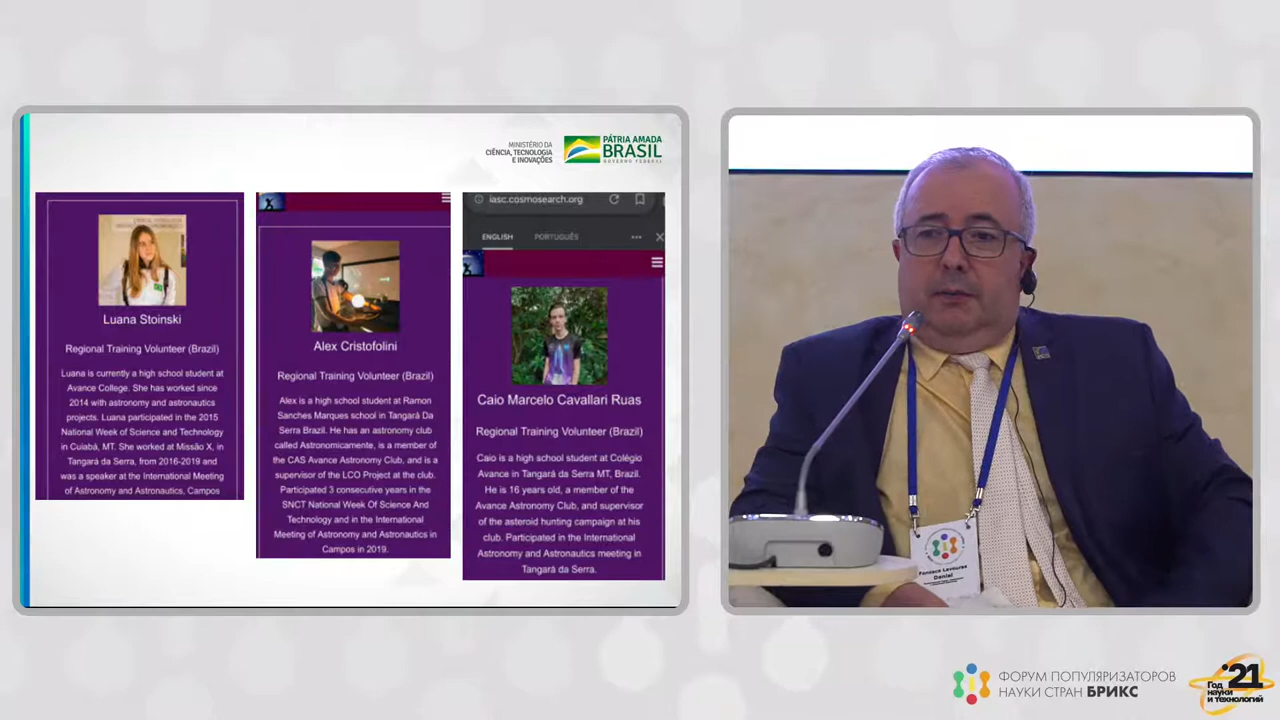 MINISTÉRIO DA
CIÊNCIA, TECNOLOGIA
E INOVAÇÕES
PÁTRIA AMADA
BRASIL
GOVERNO FEDERAL
Luana Stoinski
Regional Training Volunteer (Brazil)
Luana is currently a high school student at
Avance College. She has worked since
2014 with astronomy and astronautics
projects. Luana participated in the 2015
National Week of Science and Technology
in Cuiabá, MT. She worked at Missão X, in
Tangará da Serra, from 2016-2019 and
was a speaker at the International Meeting
of Astronomy and Astronautics, Campos
Alex Cristofolini
Regional Training Volunteer (Brazil)
Alex is a high school student at Ramon
Sanches Marques school in Tangará Da
Serra Brazil. He has an astronomy club
called Astronomicamente, is a member of
the CAS Avance Astronomy Club, and is a
supervisor of the LCO Project at the club.
Participated 3 consecutive years in the
SNCT National Week Of Science And
Technology and in the International
Meeting of Astronomy and Astronautics in
Campos in 2019.
iasc.cosmosearch.org
ENGLISH PORTUGUÊS
Caio Marcelo Cavallari Ruas
Regional Training Volunteer (Brazil)
Caio is a high school student at Colégio
Avance in Tangará da Serra MT, Brazil.
He is 16 years old, a member of the
Avance Astronomy Club, and supervisor
of the asteroid hunting campaign at his
club. Participated in the International
Astronomy and Astronautics meeting in
Tangará da Serra.
Fonseca Lavouras
Daniel
ФОРУМ ПОПУЛЯРИЗАТОРОВ
НАУКИ СТРАН БРИКС
'21
Год
науки
и технологий